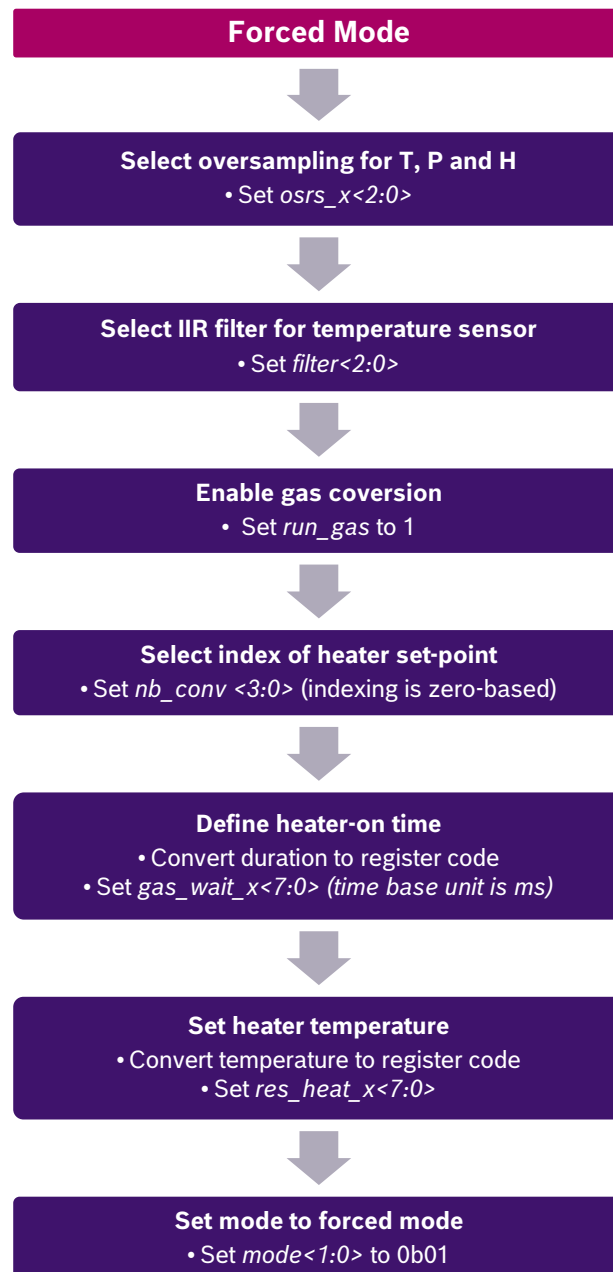 Forced Mode
Select oversampling for T, P and H
• Set osrs_x<2:0>
Select IIR filter for temperature sensor
• Set filter<2:0>
Enable gas coversion
• Set run_gas to 1
Select index of heater set-point
• Set nb_conv <3:0> (indexing is zero-based)
Define heater-on time
• Convert duration to register code
• Set gas_wait_x<7:0> (time base unit is ms)
Set heater temperature
• Convert temperature to register code
• Set res_heat_x<7:0>
Set mode to forced mode
• Set mode<1:0> to 0b01